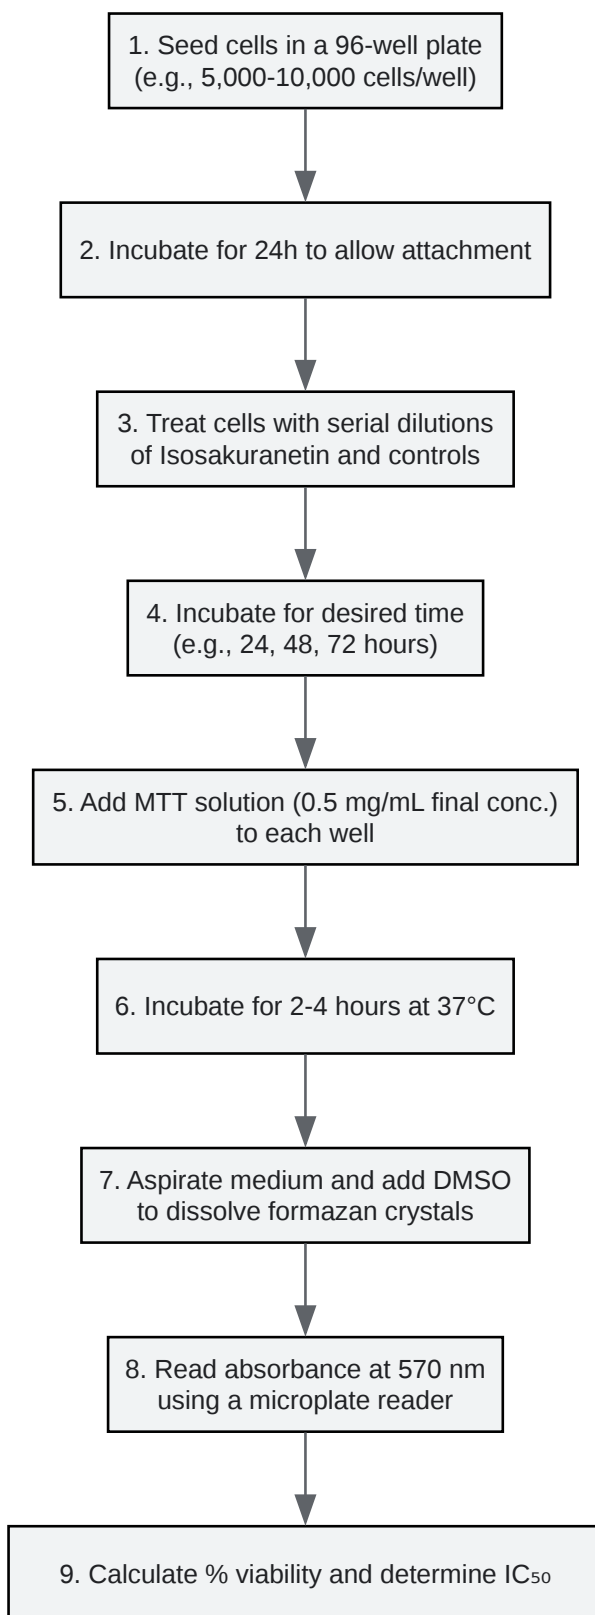 1. Seed cells in a 96-well plate
(e.g., 5,000-10,000 cells/well)
2. Incubate for 24h to allow attachment
3. Treat cells with serial dilutions
of Isosakuranetin and controls
4. Incubate for desired time
(e.g., 24, 48, 72 hours)
5. Add MTT solution (0.5 mg/mL final conc.)
to each well
6. Incubate for 2-4 hours at 37°C
7. Aspirate medium and add DMSO
to dissolve formazan crystals
8. Read absorbance at 570 nm
using a microplate reader
9. Calculate % viability and determine IC₅₀